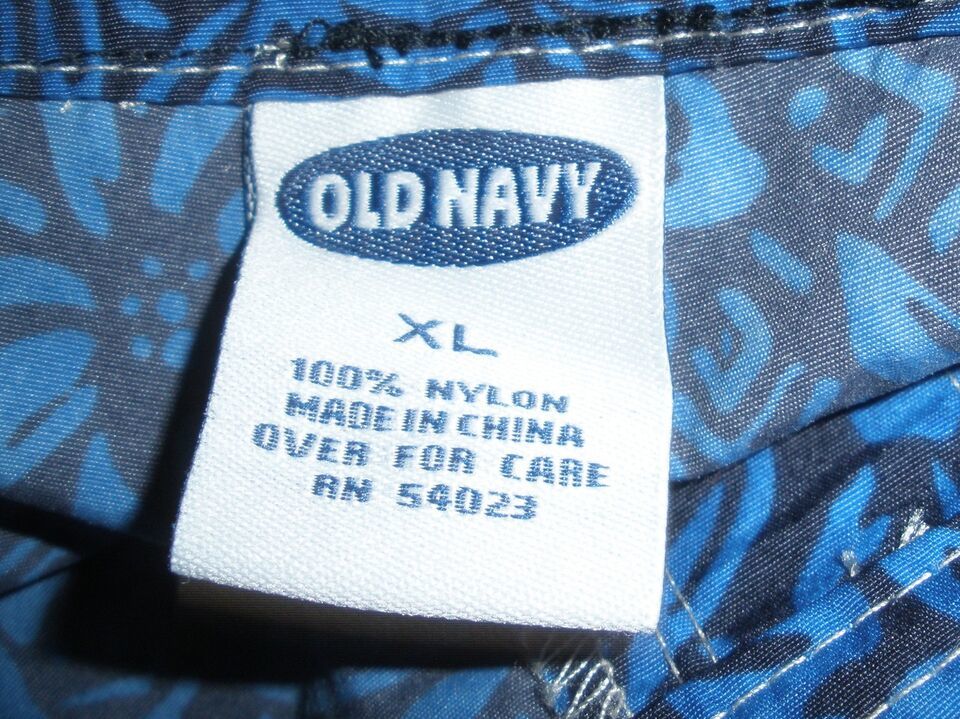 OLD NAVY
XL
100% NYLON
MADE IN CHINA
OVER FOR CARE
RN 54023